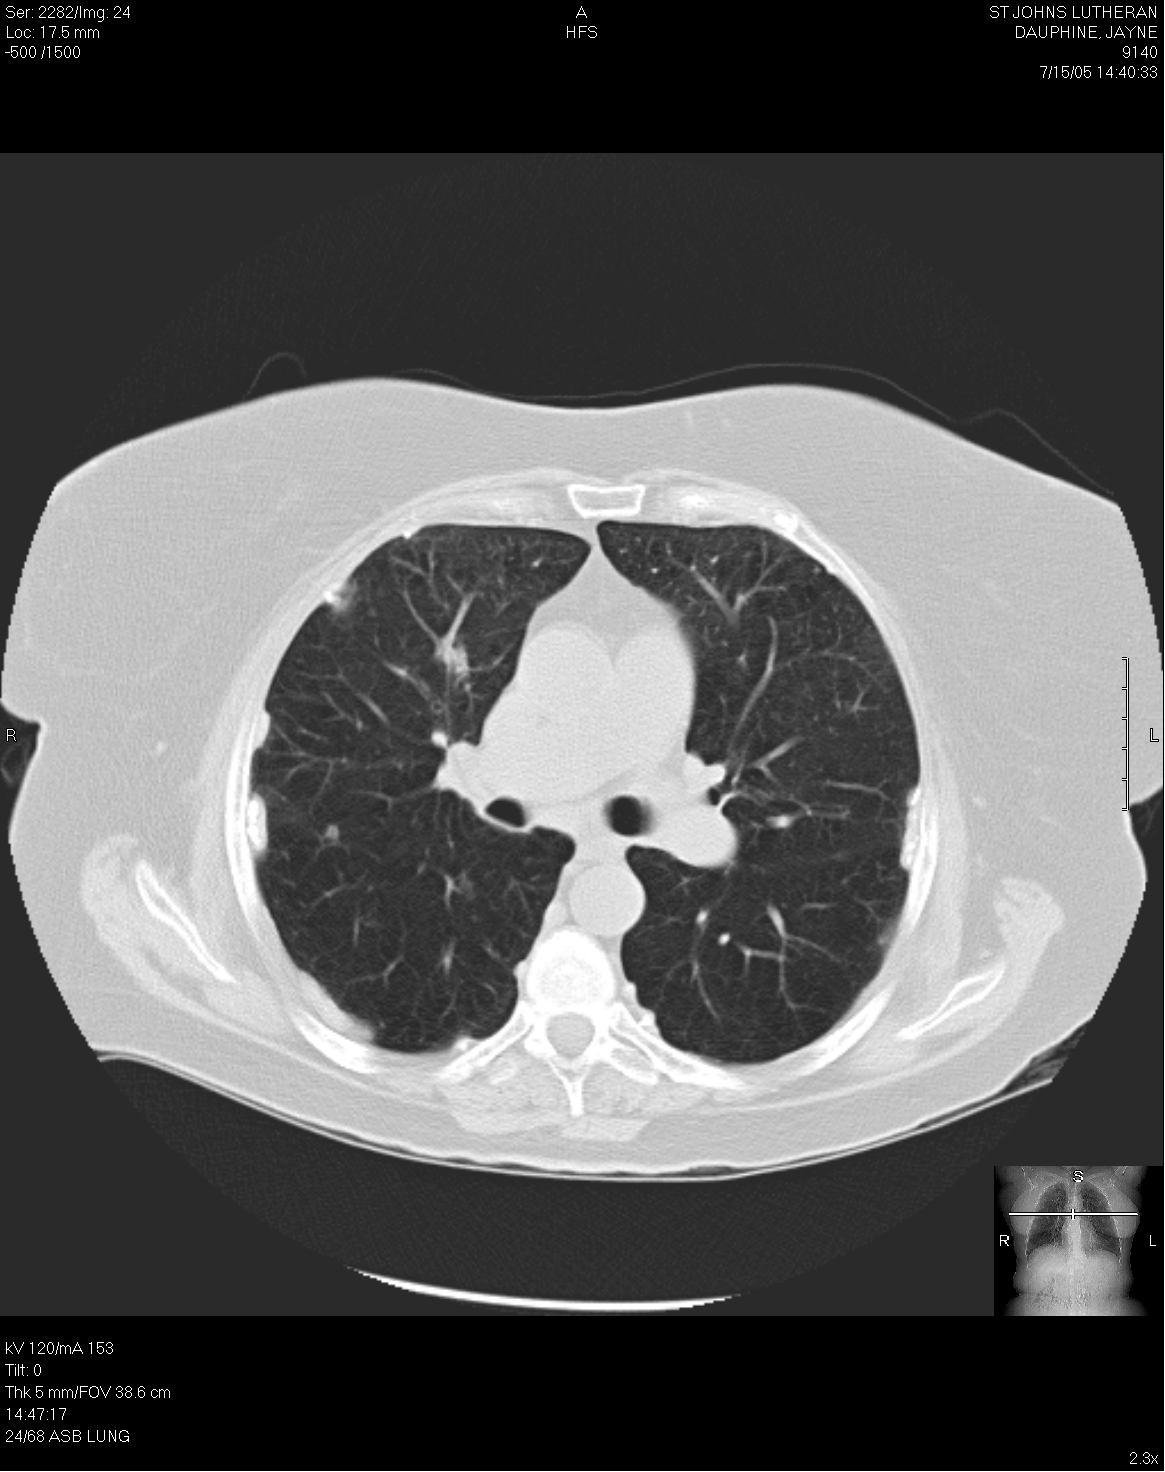 Ser: 2282/Img: 24
Loc: 17.5 mm
-500 /1500
A
HFS
ST JOHNS LUTHERAN
DAUPHINE, JAYNE
9140
7/15/05 14:40:33
R
L
S
R
L
kV 120/mA 153
Tilt: 0
Thk 5 mm/FOV 38.6 cm
14:47:17
24/68 ASB LUNG
2.3x